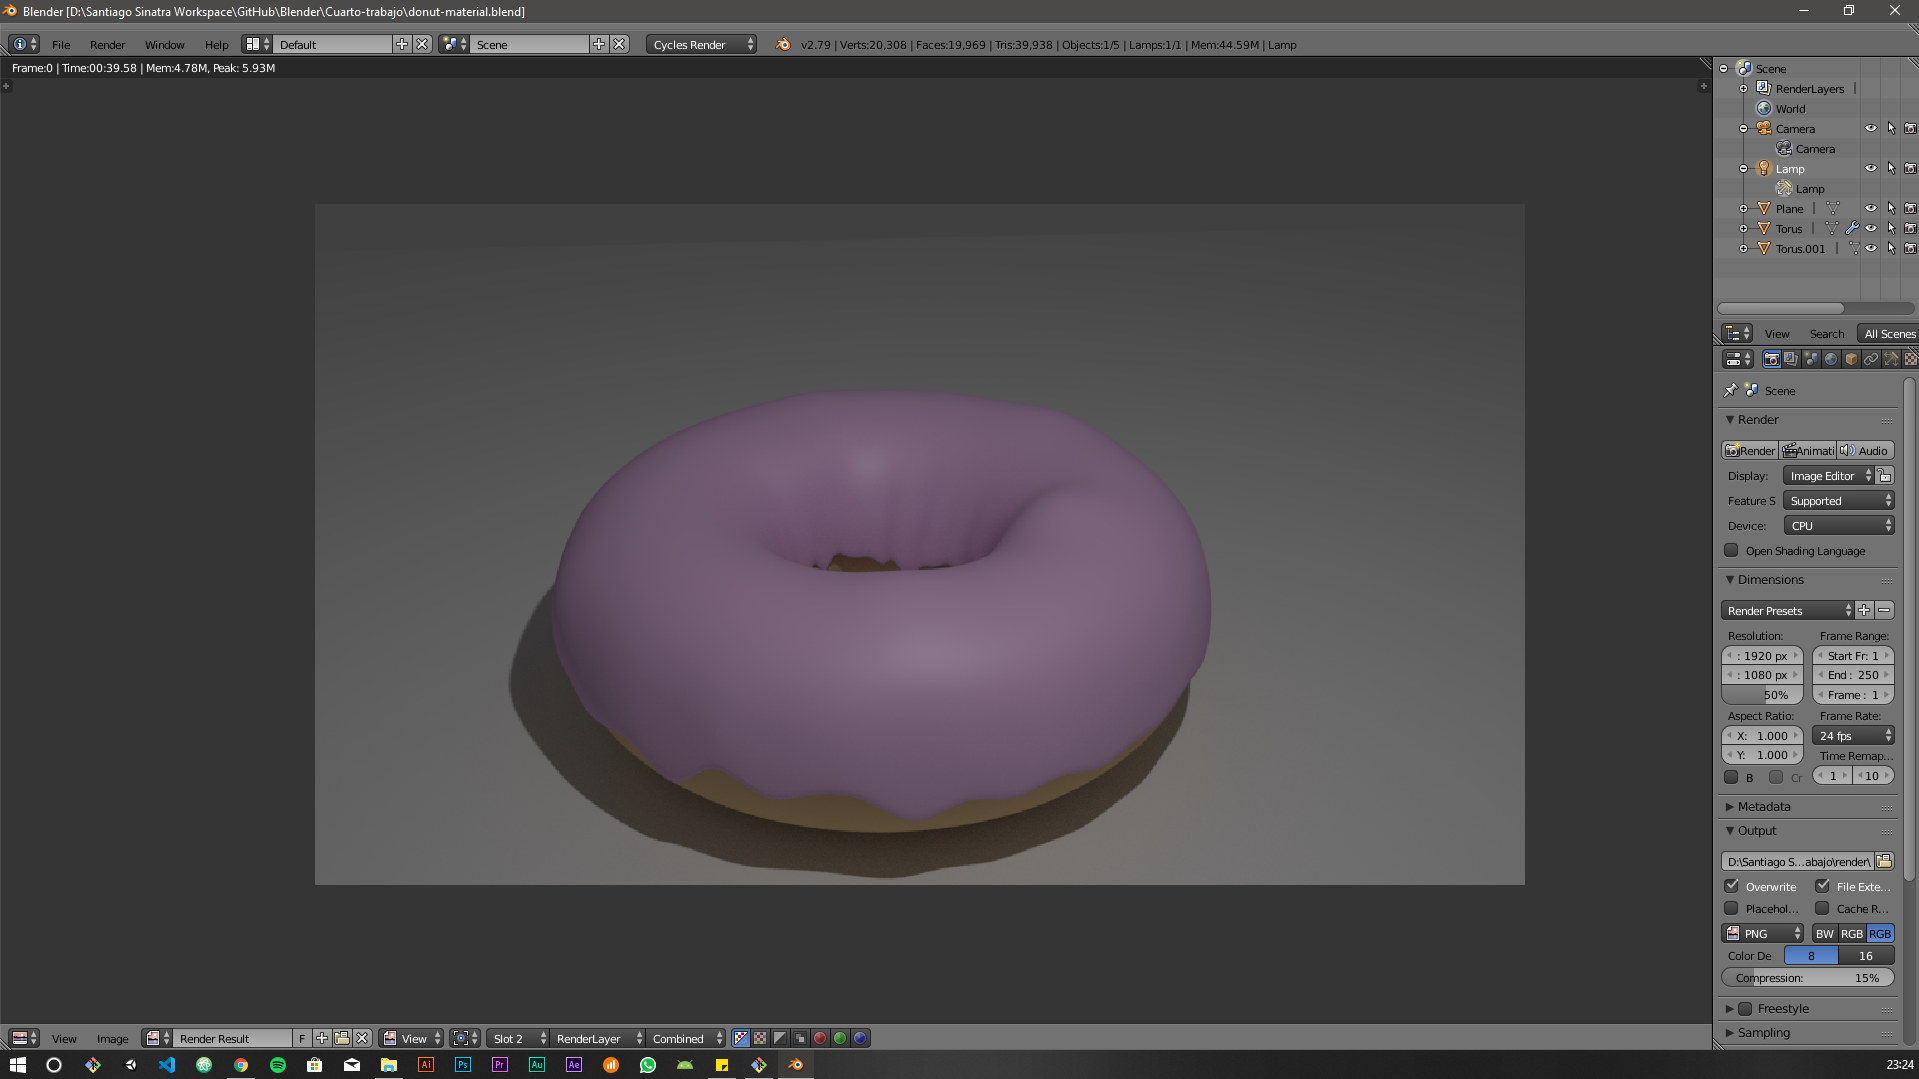 Blender [D:\Santiago Sinatra Workspace\GitHub\Blender\Cuarto-trabajo\donut-material.blend]
File Render Window Help Default Scene Cycles Render v2.79 | Verts:20,308 | Faces:19,969 | Tris:39,938 | Objects:1/5 | Lamps:1/1 | Mem:44.59M | Lamp
Frame:0 | Time:00:39.58 | Mem:4.78M, Peak: 5.93M
Scene
RenderLayers
World
Camera
Camera
Lamp
Lamp
Plane
Torus
Torus.001
View Search All Scenes
Scene
Render
Render Animati Audio
Display: Image Editor
Feature S Supported
Device: CPU
Open Shading Language
Dimensions
Render Presets
Resolution: Frame Range:
: 1920 px Start Fr: 1
: 1080 px End : 250
50% Frame : 1
Aspect Ratio: Frame Rate:
X: 1.000 24 fps
Y: 1.000 Time Remap...
B Cr 1 10
Metadata
Output
D:\Santiago S...abajo\render\
Overwrite File Exte...
Placehol... Cache R...
PNG BW RGB RGB
Color De 8 16
Compression: 15%
Freestyle
Sampling
View Image Render Result F View Slot 2 RenderLayer Combined
Ai Ps Pr Au Ae
23:24